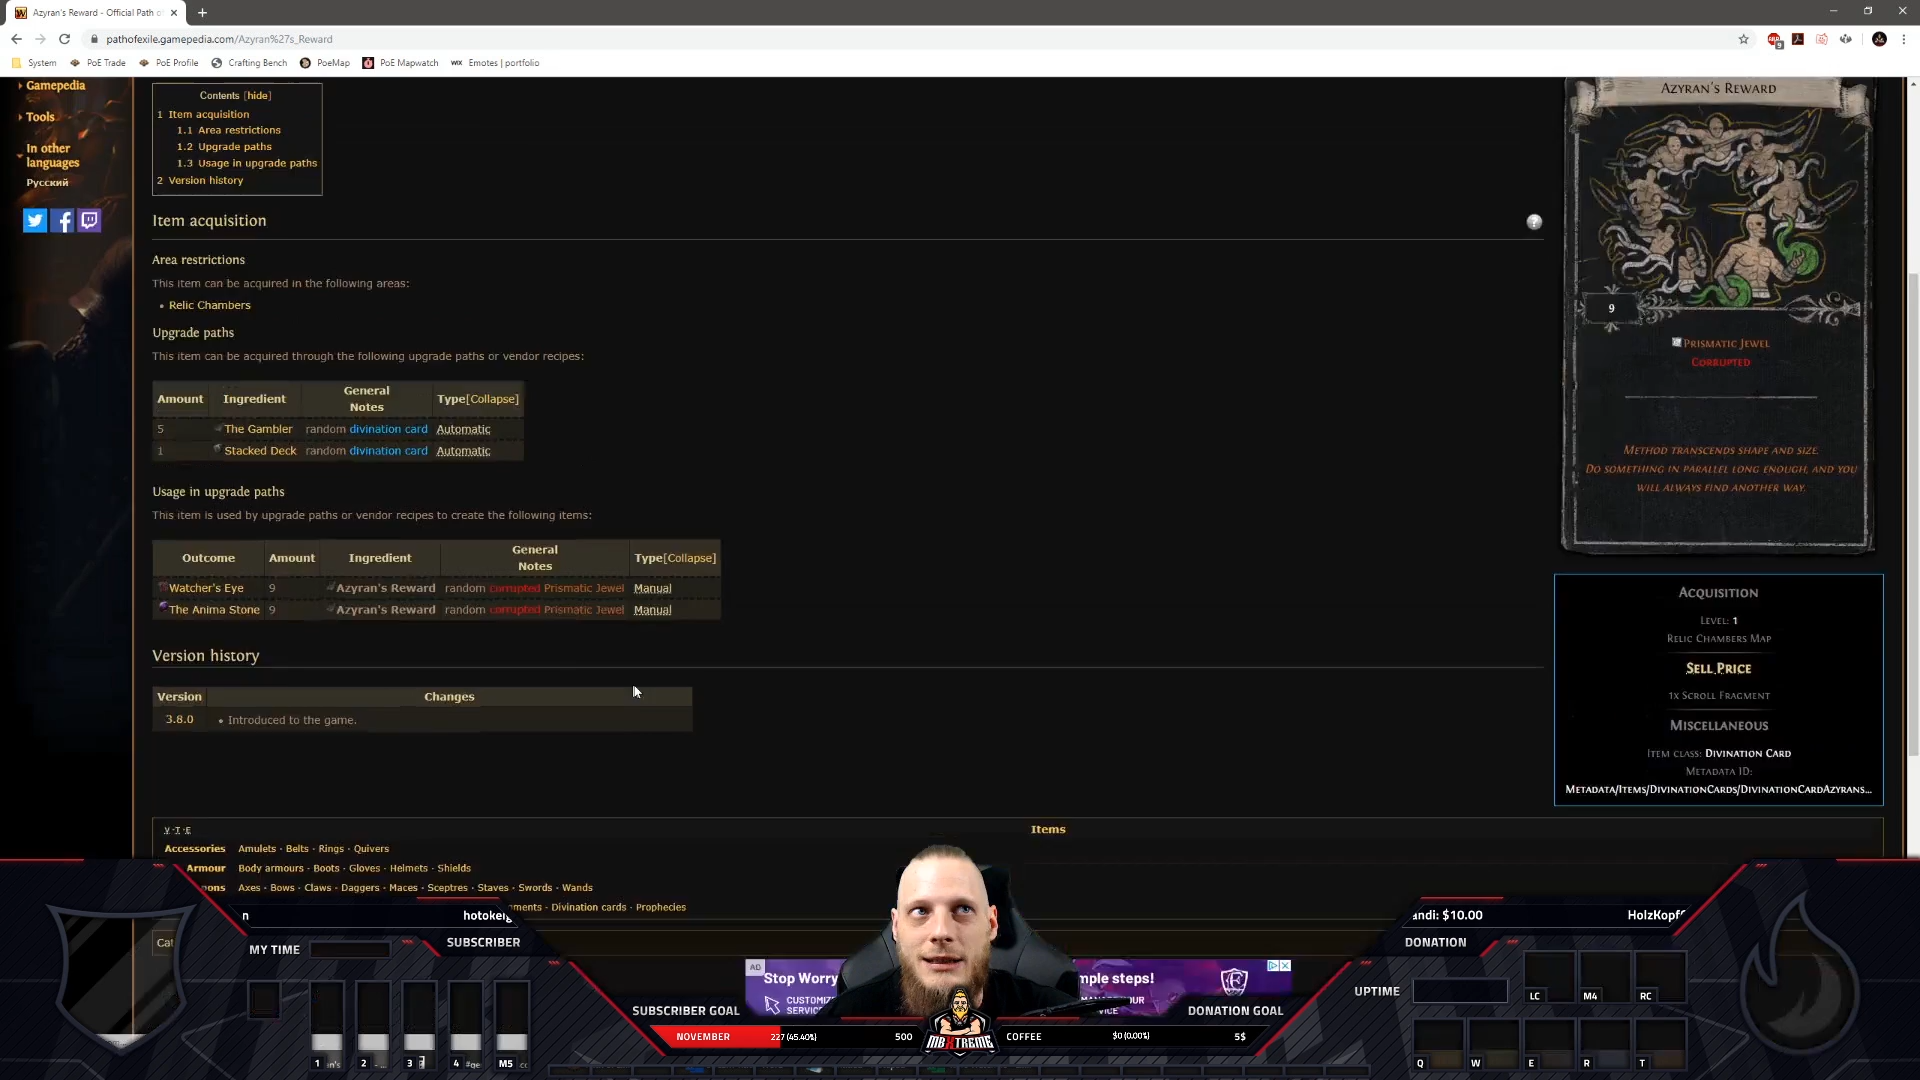 Azyran's Reward - Official Path o
pathofexile.gamepedia.com/Azyran%27s_Reward
System PoE Trade PoE Profile Crafting Bench PoeMap PoE Mapwatch Emotes | portfolio
Gamepedia
Tools
In other
languages
Русский
Contents [hide]
1 Item acquisition
1.1 Area restrictions
1.2 Upgrade paths
1.3 Usage in upgrade paths
2 Version history
Item acquisition
Area restrictions
This item can be acquired in the following areas:
Relic Chambers
Upgrade paths
This item can be acquired through the following upgrade paths or vendor recipes:
Amount Ingredient General Notes Type[Collapse]
5 The Gambler random divination card Automatic
1 Stacked Deck random divination card Automatic
Usage in upgrade paths
This item is used by upgrade paths or vendor recipes to create the following items:
Outcome Amount Ingredient General Notes Type[Collapse]
Watcher's Eye 9 Azyran's Reward random corrupted Prismatic Jewel Manual
The Anima Stone 9 Azyran's Reward random corrupted Prismatic Jewel Manual
Version history
Version Changes
3.8.0 Introduced to the game.
AZYRAN'S REWARD
9
PRISMATIC JEWEL
CORRUPTED
METHOD TRANSCENDS SHAPE AND SIZE.
DO SOMETHING IN PARALLEL LONG ENOUGH, AND YOU
WILL ALWAYS FIND ANOTHER WAY.
ACQUISITION
LEVEL: 1
RELIC CHAMBERS MAP
SELL PRICE
1X SCROLL FRAGMENT
MISCELLANEOUS
ITEM CLASS: DIVINATION CARD
METADATA ID:
METADATA/ITEMS/DIVINATIONCARDS/DIVINATIONCARDAZYRANS...
V·T·E Items
Accessories Amulets · Belts · Rings · Quivers
Armour Body armours · Boots · Gloves · Helmets · Shields
ons Axes · Bows · Claws · Daggers · Maces · Sceptres · Staves · Swords · Wands
ments · Divination cards · Prophecies
Cat
n hotokeig
MY TIME SUBSCRIBER
andi: $10.00 HolzKopf
DONATION
UPTIME
LC M4 RC
AD
Stop Worry
CUSTOMIZ
SERVIC
mple steps!
SUBSCRIBER GOAL
DONATION GOAL
NOVEMBER 227 (45.40%) 500
MBXTREME
COFFEE $0 (0.00%) 5$
1 2 3 4 M5
Q W E R T